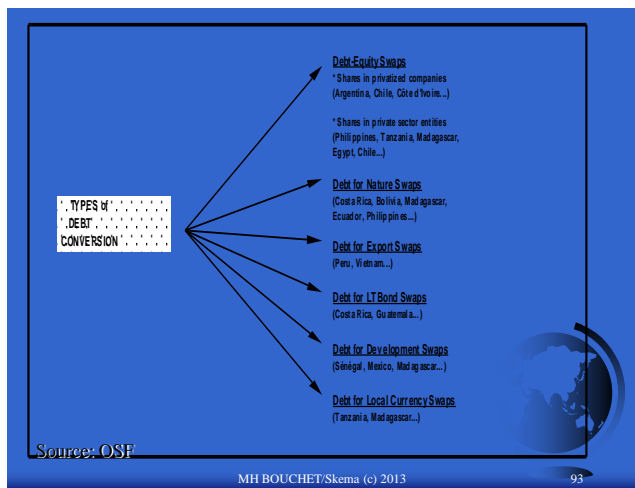 Debt-Equity Swaps
* Shares in privatized companies
(Argentina, Chile, Côte d'Ivoire...)
* Shares in private sector entities
(Philippines, Tanzania, Madagascar,
Egypt, Chile...)
Debt for Nature Swaps
(Costa Rica, Bolivia, Madagascar,
Ecuador, Philippines...)
TYPES of
DEBT
CONVERSION
Debt for Export Swaps
(Peru, Vietnam...)
Debt for LT Bond Swaps
(Costa Rica, Guatemala...)
Debt for Development Swaps
(Sénégal, Mexico, Madagascar...)
Debt for Local Currency Swaps
(Tanzania, Madagascar...)
Source: OSF
MH BOUCHET/Skema (c) 2013
93